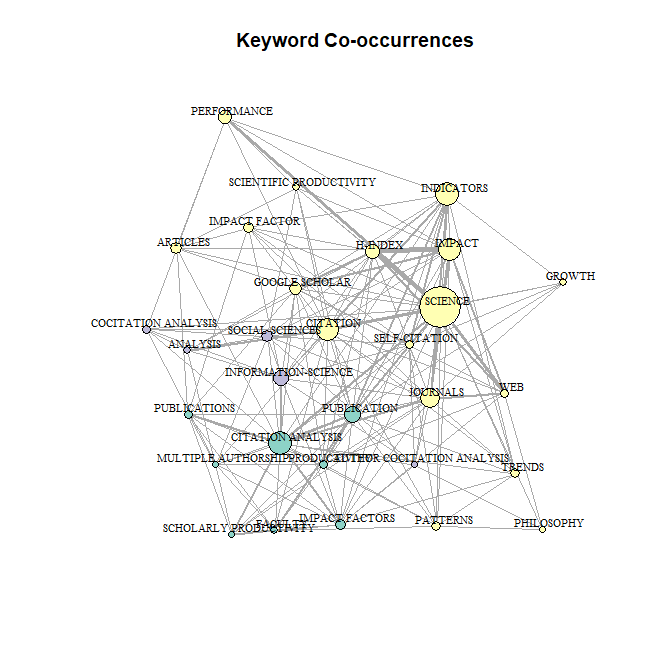 Keyword Co-occurrences
PERFORMANCE
SCIENTIFIC PRODUCTIVITY
INDICATORS
IMPACT FACTOR
ARTICLES
H-INDEX
IMPACT
GROWTH
GOOGLE SCHOLAR
SCIENCE
COCITATION ANALYSIS
SOCIAL-SCIENCES
CITATION
SELF-CITATION
ANALYSIS
INFORMATION-SCIENCE
WEB
JOURNALS
PUBLICATIONS
PUBLICATION
CITATION ANALYSIS
MULTIPLE AUTHORSHIP
PRODUCTIVITY
AUTHOR COCITATION ANALYSIS
TRENDS
SCHOLARLY PRODUCTIVITY
FACULTY
IMPACT FACTORS
PATTERNS
PHILOSOPHY